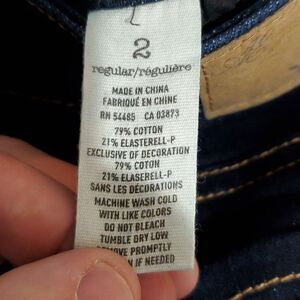 2
regular/régulière
MADE IN CHINA
FABRIQUÉ EN CHINE
RN 54485 CA 03873
79% COTTON
21% ELASTERELL-P
EXCLUSIVE OF DECORATION
79% COTON
21% ELASERELL-P
SANS LES DÉCORATIONS
MACHINE WASH COLD
WITH LIKE COLORS
DO NOT BLEACH
TUMBLE DRY LOW
REMOVE PROMPTLY
IF NEEDED